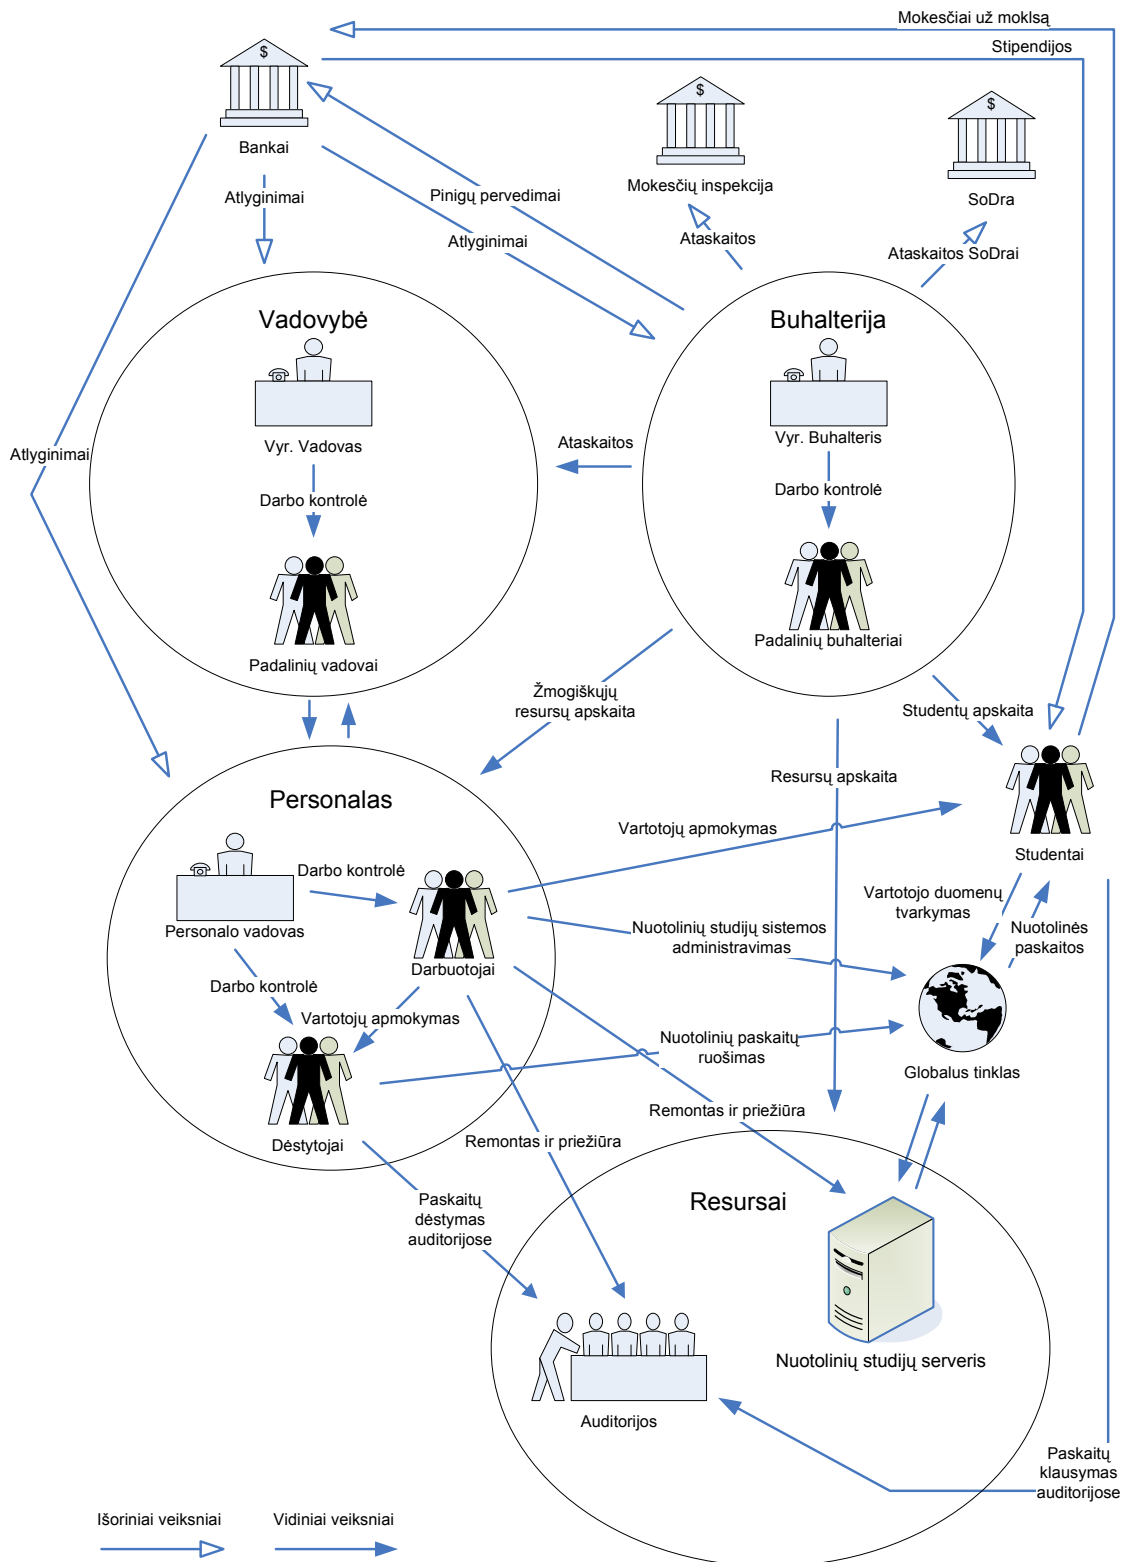 Mokesčiai už mokslą
Stipendijos
$
$
$
Bankai
Mokesčių inspekcija
SoDra
Atlyginimai
Pinigų pervedimai
Atlyginimai
Ataskaitos
Ataskaitos SoDrai
Vadovybė
Buhalterija
Vyr. Vadovas
Vyr. Buhalteris
Atlyginimai
Ataskaitos
Darbo kontrolė
Darbo kontrolė
Padalinių vadovai
Padalinių buhalteriai
Žmogiškųjų
resursų apskaita
Studentų apskaita
Resursų apskaita
Personalas
Vartotojų apmokymas
Studentai
Darbo kontrolė
Personalo vadovas
Darbuotojai
Vartotojo duomenų
tvarkymas
Nuotolinės
paskaitos
Nuotolinių studijų sistemos
administravimas
Darbo kontrolė
Vartotojų apmokymas
Nuotolinių paskaitų
ruošimas
Globalus tinklas
Dėstytojai
Remontas ir priežiūra
Remontas ir priežiūra
Paskaitų
dėstymas
auditorijose
Resursai
Nuotolinių studijų serveris
Auditorijos
Paskaitų
klausymas
auditorijose
Išoriniai veiksniai
Vidiniai veiksniai